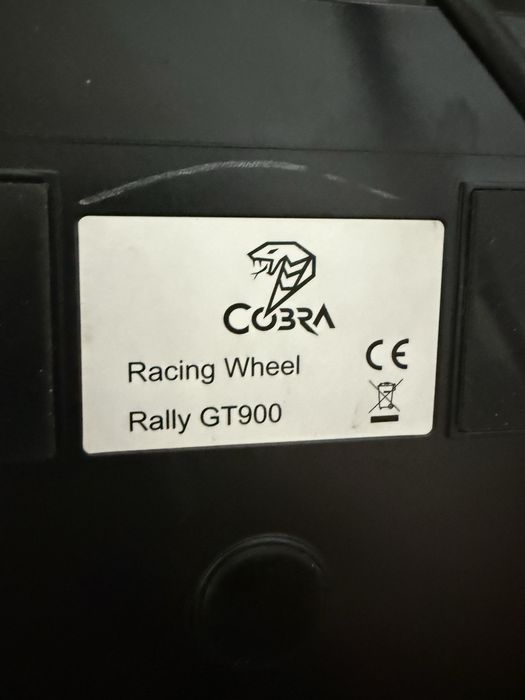 COBRA
Racing Wheel
CE
Rally GT900